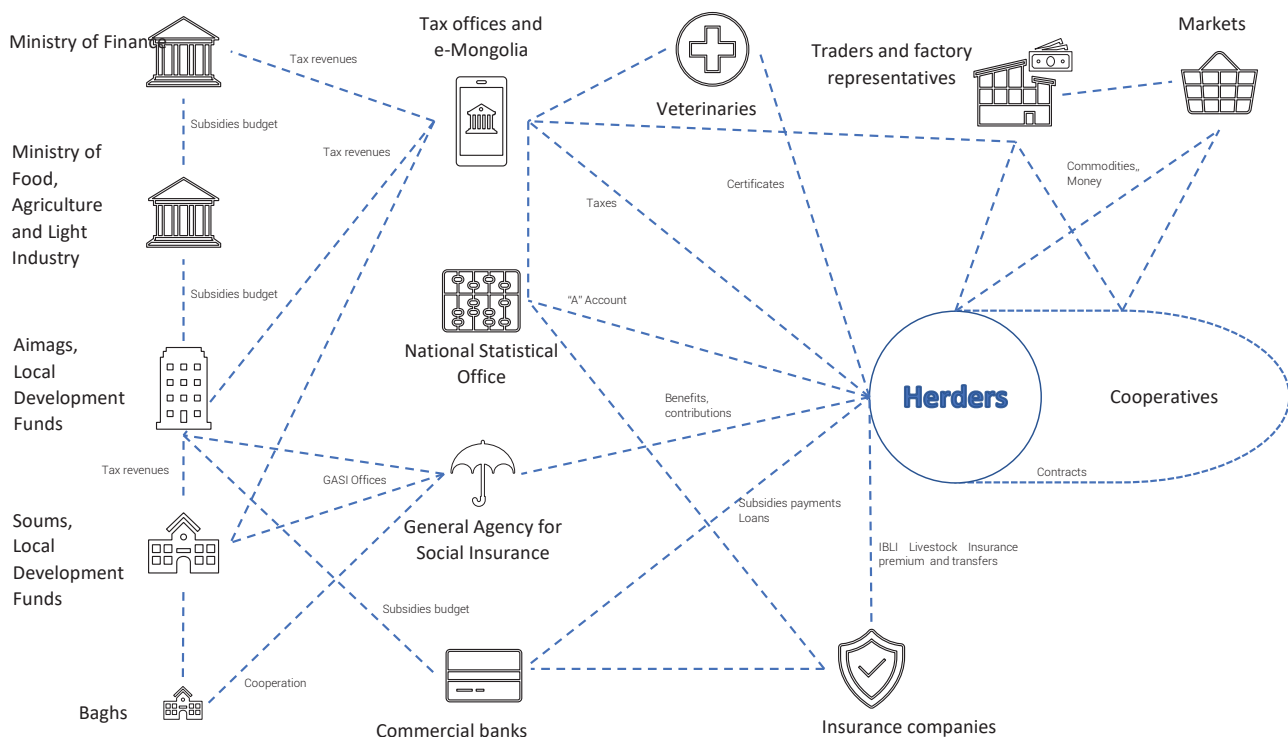 Ministry of Finance
Tax offices and
e-Mongolia
Veterinaries
Traders and factory
representatives
Markets
Tax revenues
Subsidies budget
Tax revenues
Ministry of
Food,
Agriculture
and Light
Industry
Certificates
Commodities,,
Money
Taxes
Subsidies budget
"A" Account
National Statistical
Office
Aimags,
Local
Development
Funds
Benefits,
contributions
Herders
Cooperatives
Tax revenues
GASI Offices
Contracts
General Agency for
Social Insurance
Subsidies payments
Loans
Soums,
Local
Development
Funds
IBLI Livestock Insurance
premium and transfers
Subsidies budget
Cooperation
Baghs
Commercial banks
Insurance companies